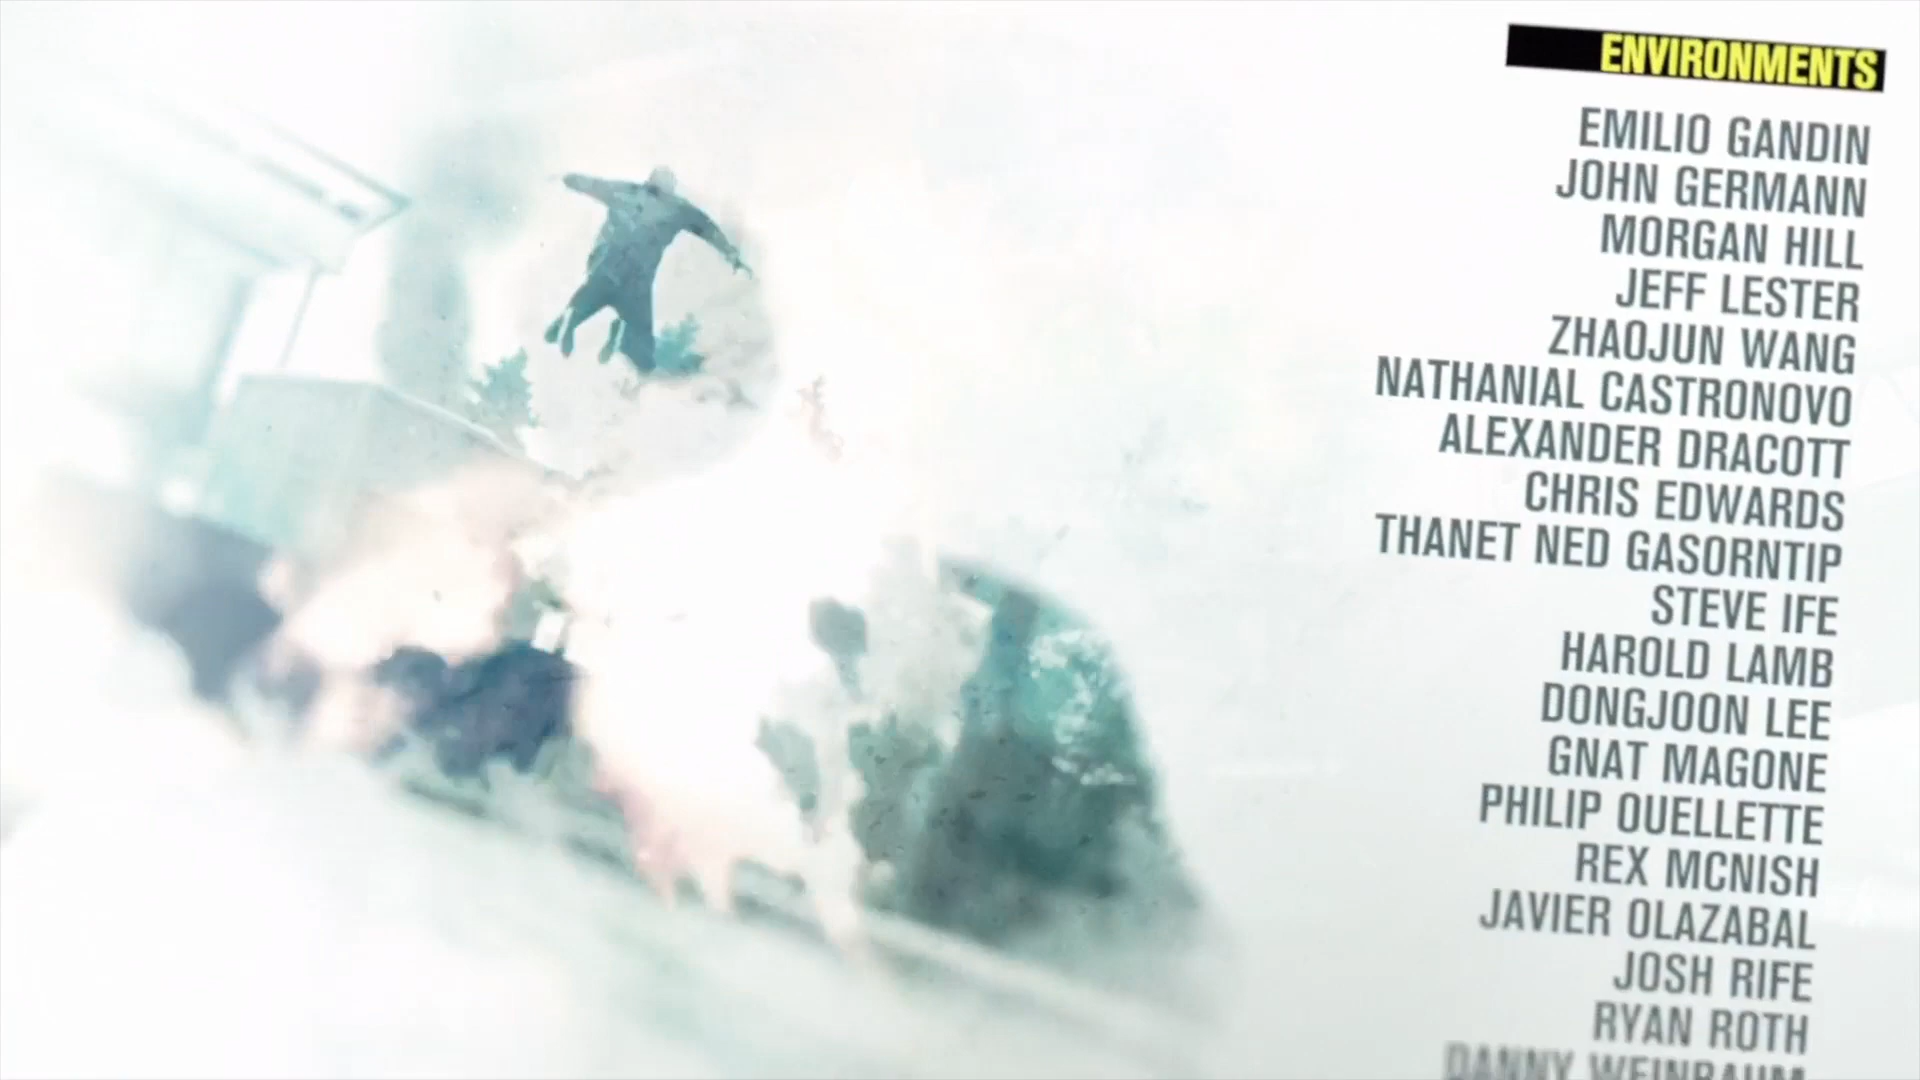 ENVIRONMENTS
EMILIO GANDIN
JOHN GERMANN
MORGAN HILL
JEFF LESTER
ZHAOJUN WANG
NATHANIAL CASTRONOVO
ALEXANDER DRACOTT
CHRIS EDWARDS
THANET NED GASORNTIP
STEVE IFE
HAROLD LAMB
DONGJOON LEE
GNAT MAGONE
PHILIP OUELLETTE
REX MCNISH
JAVIER OLAZABAL
JOSH RIFE
RYAN ROTH
DANNY WEINBAUM